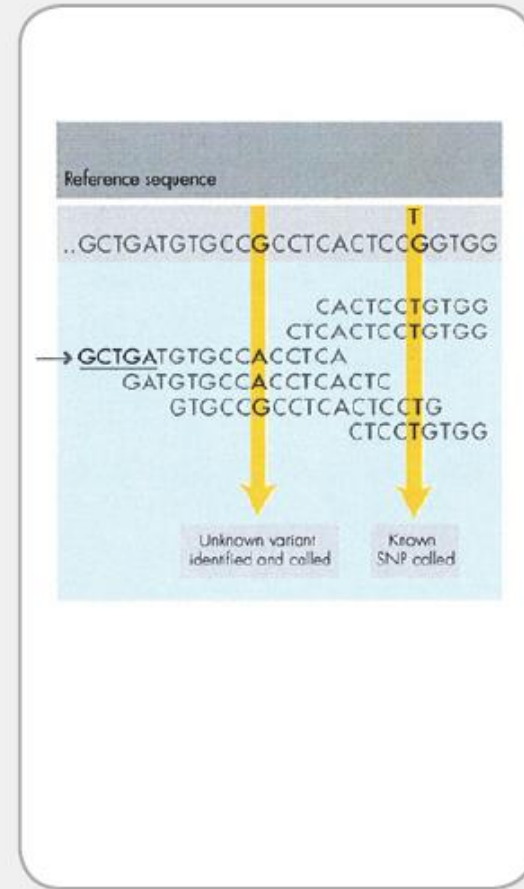 Reference sequence
T
..GCTGATGTGCCGCCTCACTCCGGTGG
CACTCCTGTGG
CTCACTCCTGTGG
GCTGATGTGCCACCTCA
GATGTGCCACCTCACTC
GTGCCGCCTCACTCCTG
CTCCTGTGG
Unknown variant
identified and called
Known
SNP called